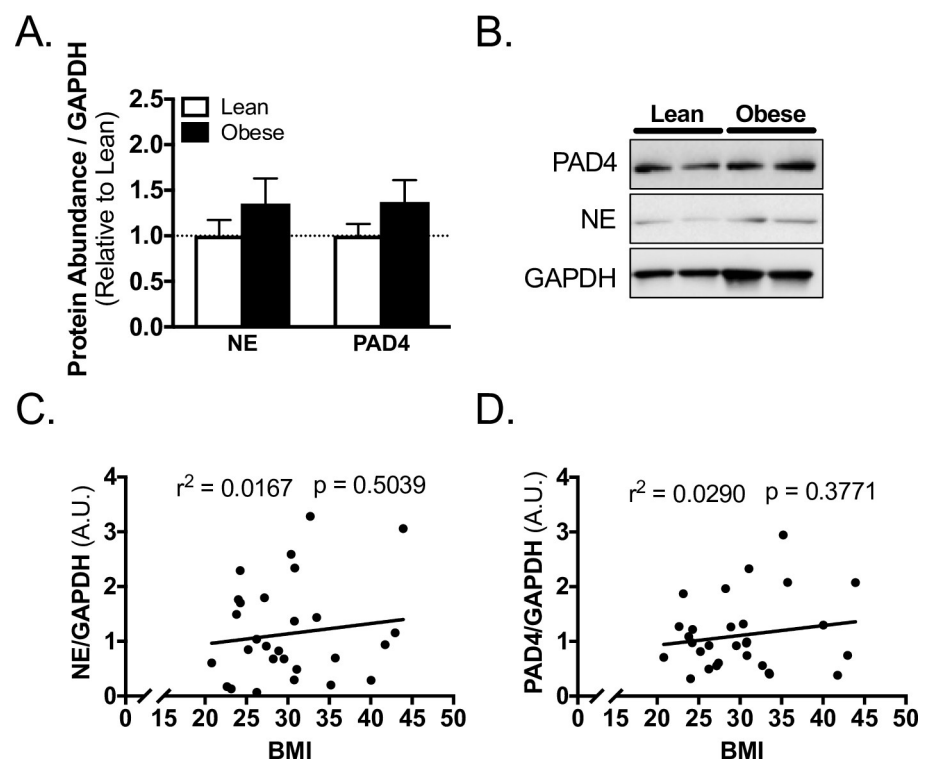 A.
Protein Abundance / GAPDH
(Relative to Lean)
2.5
2.0
1.5
1.0
0.5
0.0
Lean
Obese
NE
PAD4
B.
Lean
Obese
PAD4
NE
GAPDH
C.
NE/GAPDH (A.U.)
4
3
2
1
0
r² = 0.0167
p = 0.5039
0 15 20 25 30 35 40 45 50
BMI
D.
PAD4/GAPDH (A.U.)
4
3
2
1
0
r² = 0.0290
p = 0.3771
0 15 20 25 30 35 40 45 50
BMI